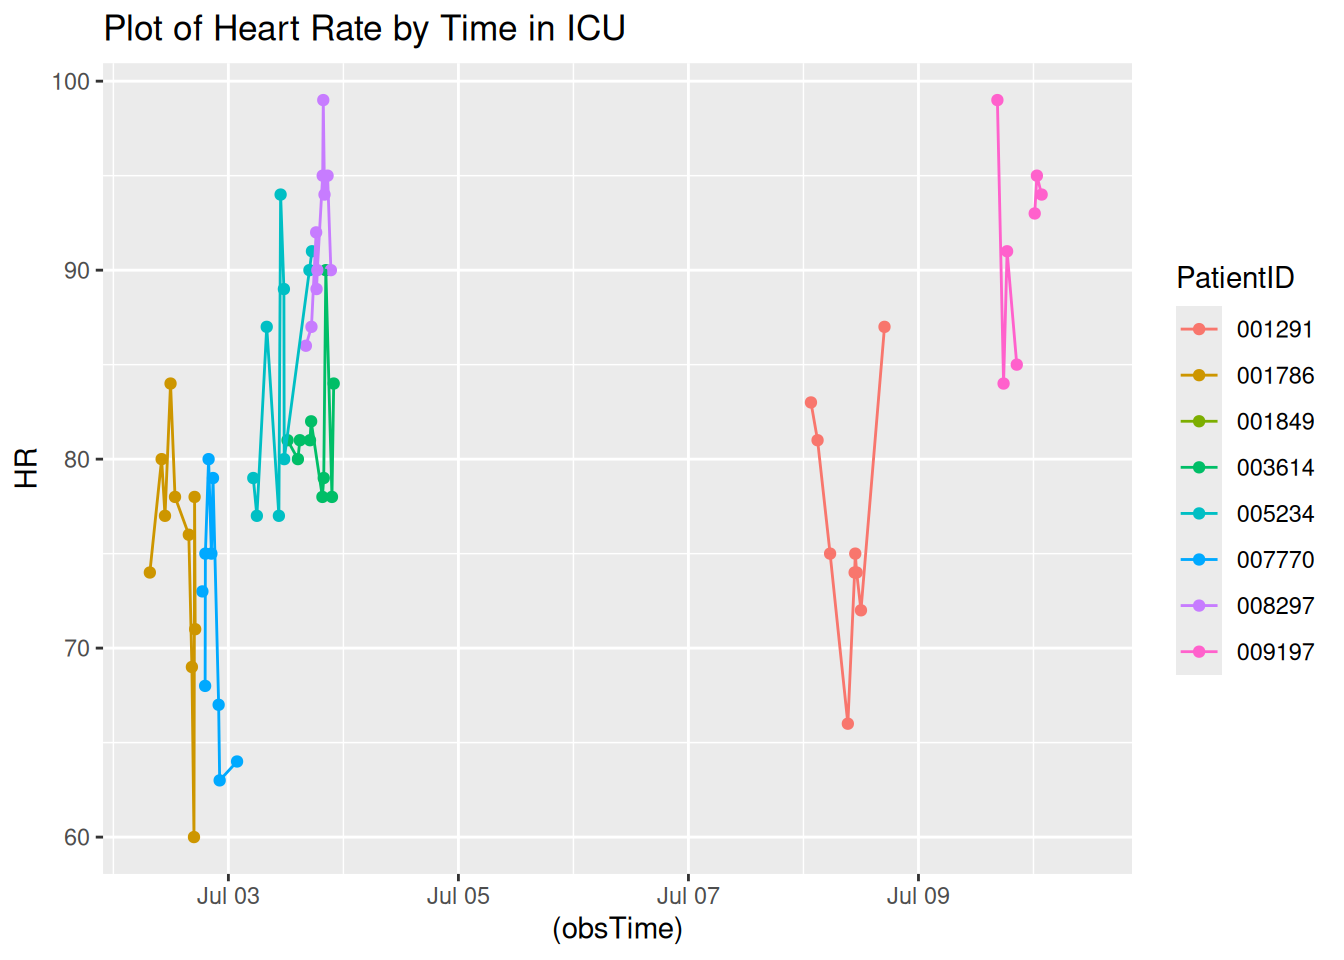 Plot of Heart Rate by Time in ICU
100
90
80
70
60
HR
Jul 03
Jul 05
Jul 07
Jul 09
(obsTime)
PatientID
001291
001786
001849
003614
005234
007770
008297
009197